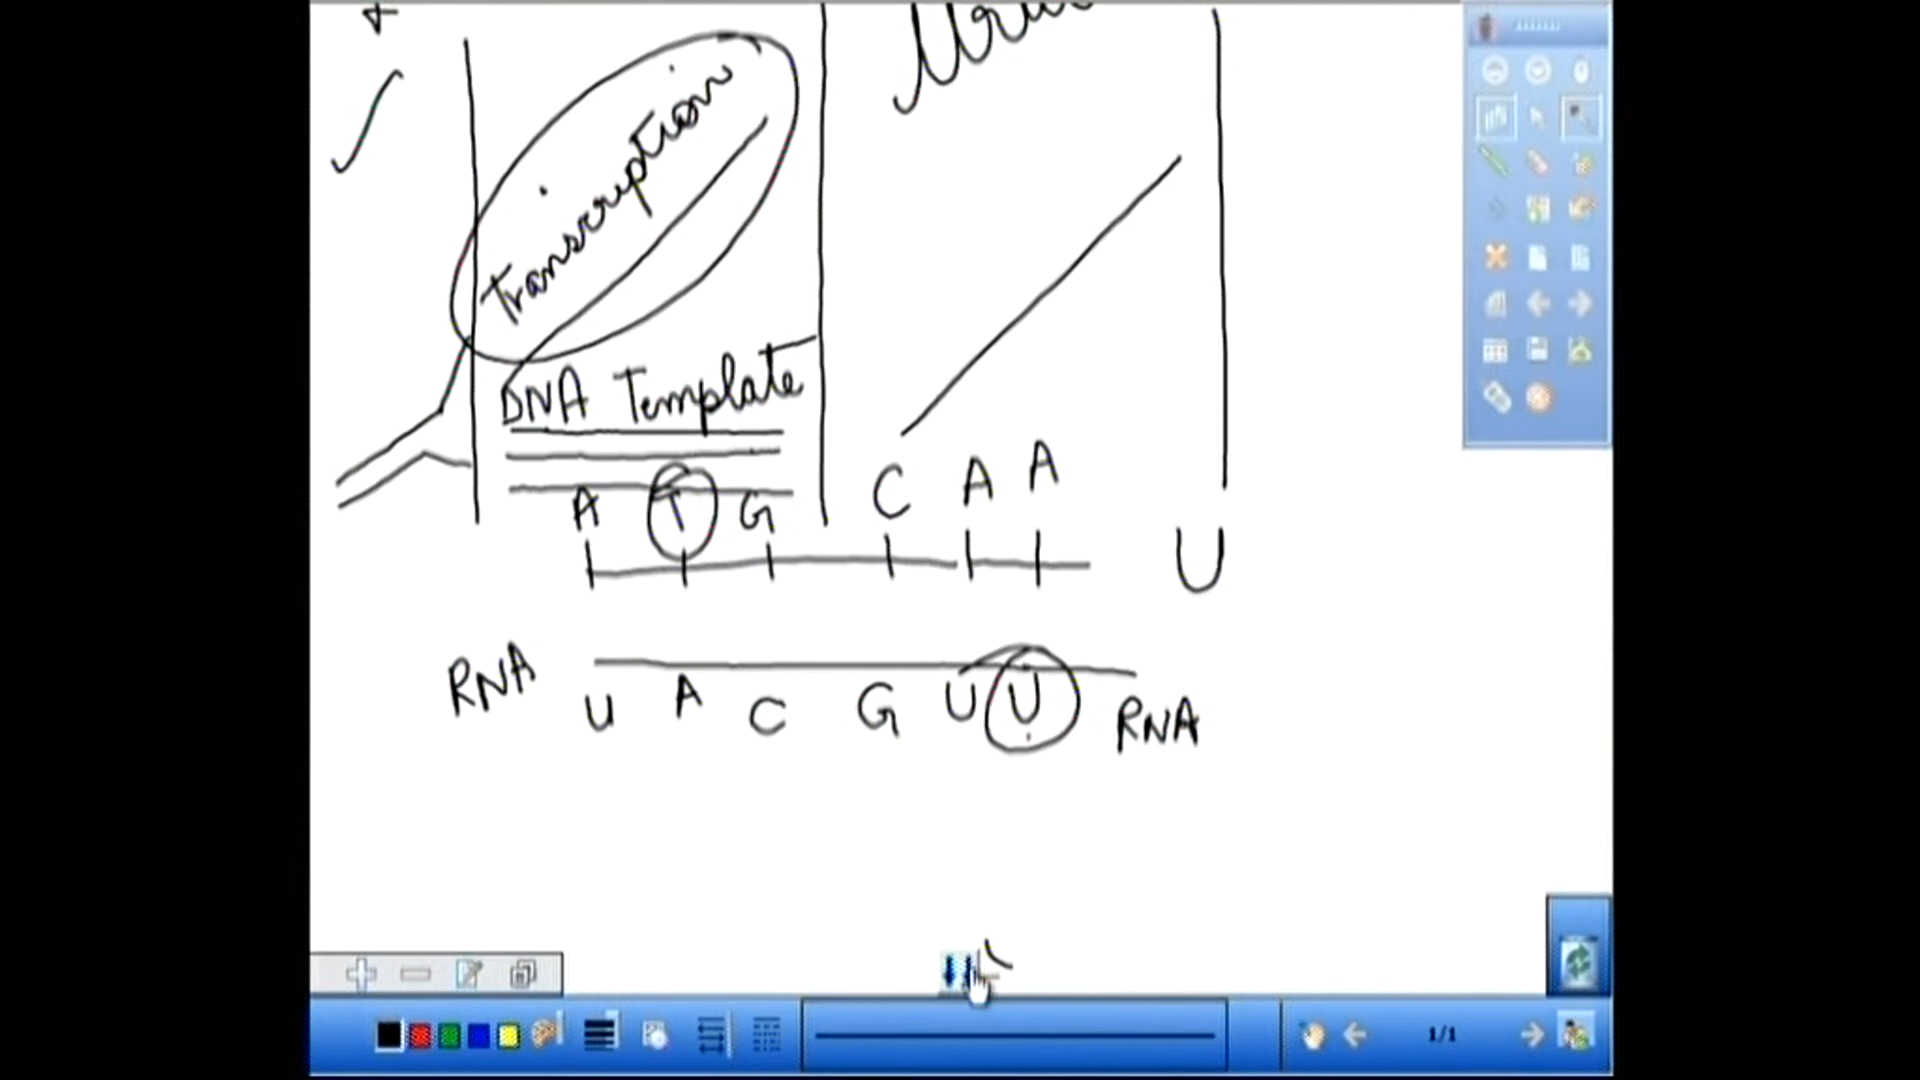 Transcription
DNA Template
A T G C A A
U
RNA U A C G U U RNA
1/1